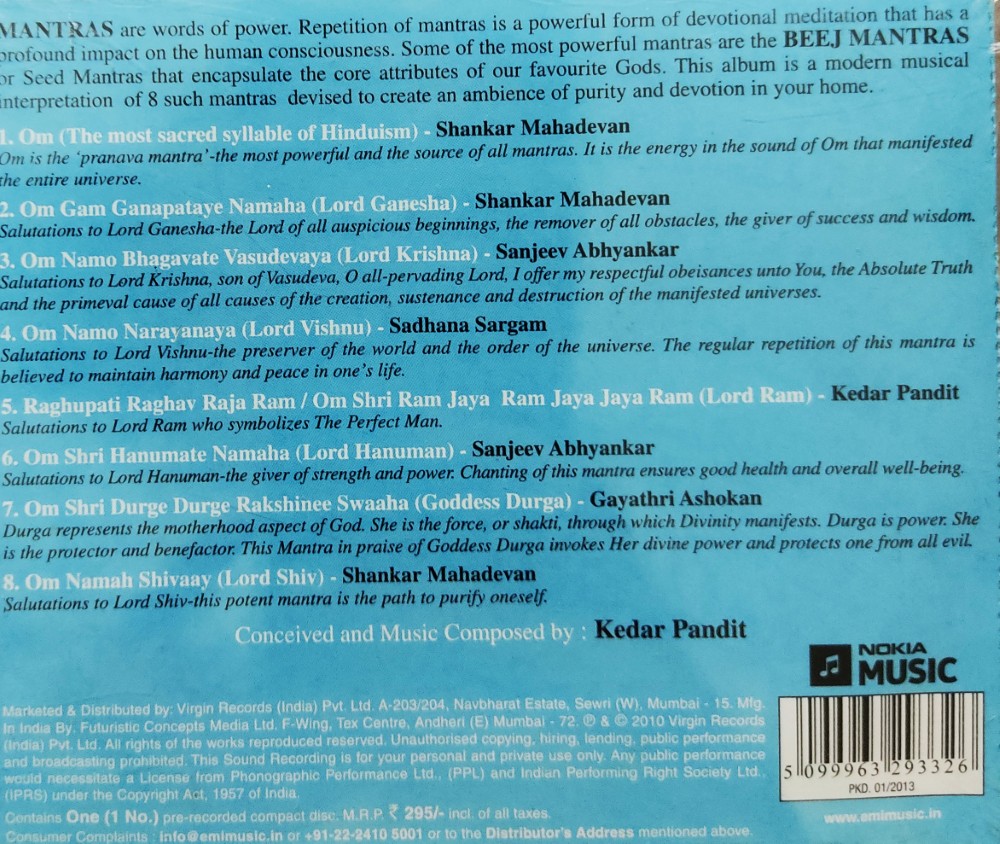 MANTRAS are words of power. Repetition of mantras is a powerful form of devotional meditation that has a
profound impact on the human consciousness. Some of the most powerful mantras are the BEEJ MANTRAS
or Seed Mantras that encapsulate the core attributes of our favourite Gods. This album is a modern musical
interpretation of 8 such mantras devised to create an ambience of purity and devotion in your home.
1. Om (The most sacred syllable of Hinduism) - Shankar Mahadevan
Om is the 'pranava mantra'-the most powerful and the source of all mantras. It is the energy in the sound of Om that manifested
the entire universe.
2. Om Gam Ganapataye Namaha (Lord Ganesha) - Shankar Mahadevan
Salutations to Lord Ganesha-the Lord of all auspicious beginnings, the remover of all obstacles, the giver of success and wisdom.
3. Om Namo Bhagavate Vasudevaya (Lord Krishna) - Sanjeev Abhyankar
Salutations to Lord Krishna, son of Vasudeva, O all-pervading Lord, I offer my respectful obeisances unto You, the Absolute Truth
and the primeval cause of all causes of the creation, sustenance and destruction of the manifested universes.
4. Om Namo Narayanaya (Lord Vishnu) - Sadhana Sargam
Salutations to Lord Vishnu-the preserver of the world and the order of the universe. The regular repetition of this mantra is
believed to maintain harmony and peace in one's life.
5. Raghupati Raghav Raja Ram / Om Shri Ram Jaya Ram Jaya Jaya Ram (Lord Ram) - Kedar Pandit
Salutations to Lord Ram who symbolizes The Perfect Man.
6. Om Shri Hanumate Namaha (Lord Hanuman) - Sanjeev Abhyankar
Salutations to Lord Hanuman-the giver of strength and power. Chanting of this mantra ensures good health and overall well-being.
7. Om Shri Durge Durge Rakshinee Swaaha (Goddess Durga) - Gayathri Ashokan
Durga represents the motherhood aspect of God. She is the force, or shakti, through which Divinity manifests. Durga is power. She
is the protector and benefactor. This Mantra in praise of Goddess Durga invokes Her divine power and protects one from all evil.
8. Om Namah Shivaay (Lord Shiv) - Shankar Mahadevan
Salutations to Lord Shiv-this potent mantra is the path to purify oneself.
Conceived and Music Composed by : Kedar Pandit
NOKIA
MUSIC
Marketed & Distributed by: Virgin Records (India) Pvt. Ltd. A-203/204, Navbharat Estate, Sewri (W), Mumbai - 15. Mfg.
In India By. Futuristic Concepts Media Ltd. F-Wing, Tex Centre, Andheri (E) Mumbai - 72. ℗ & © 2010 Virgin Records
(India) Pvt. Ltd. All rights of the works reproduced reserved. Unauthorised copying, hiring, lending, public performance
and broadcasting prohibited. This Sound Recording is for your personal and private use only. Any public performance
would necessitate a License from Phonographic Performance Ltd., (PPL) and Indian Performing Right Society Ltd.,
(IPRS) under the Copyright Act, 1957 of India.
Contains One (1 No.) pre-recorded compact disc. M.R.P. ₹ 295/- incl. of all taxes.
Consumer Complaints : info@emimusic.in or +91-22-2410 5001 or to the Distributor's Address mentioned above.
5 099963 293326
PKD. 01/2013
www.emimusic.in